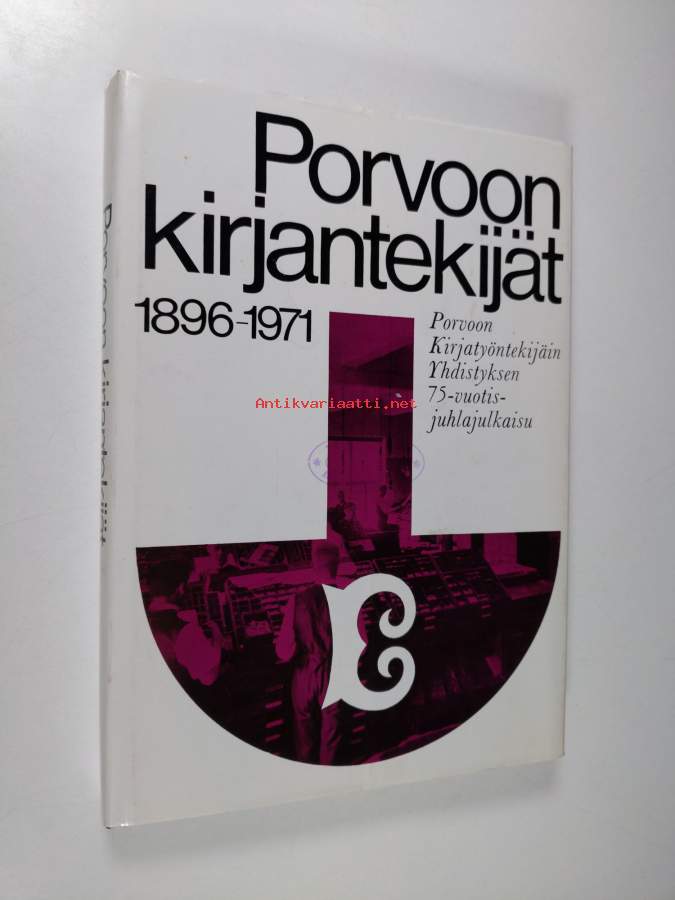 Porvoon
kirjantekijät
1896-1971
Porvoon
Kirjatyöntekijäin
Yhdistyksen
75-vuotis-
juhlajulkaisu
Antikvariaatti.net
Porvoon kirjantekijät